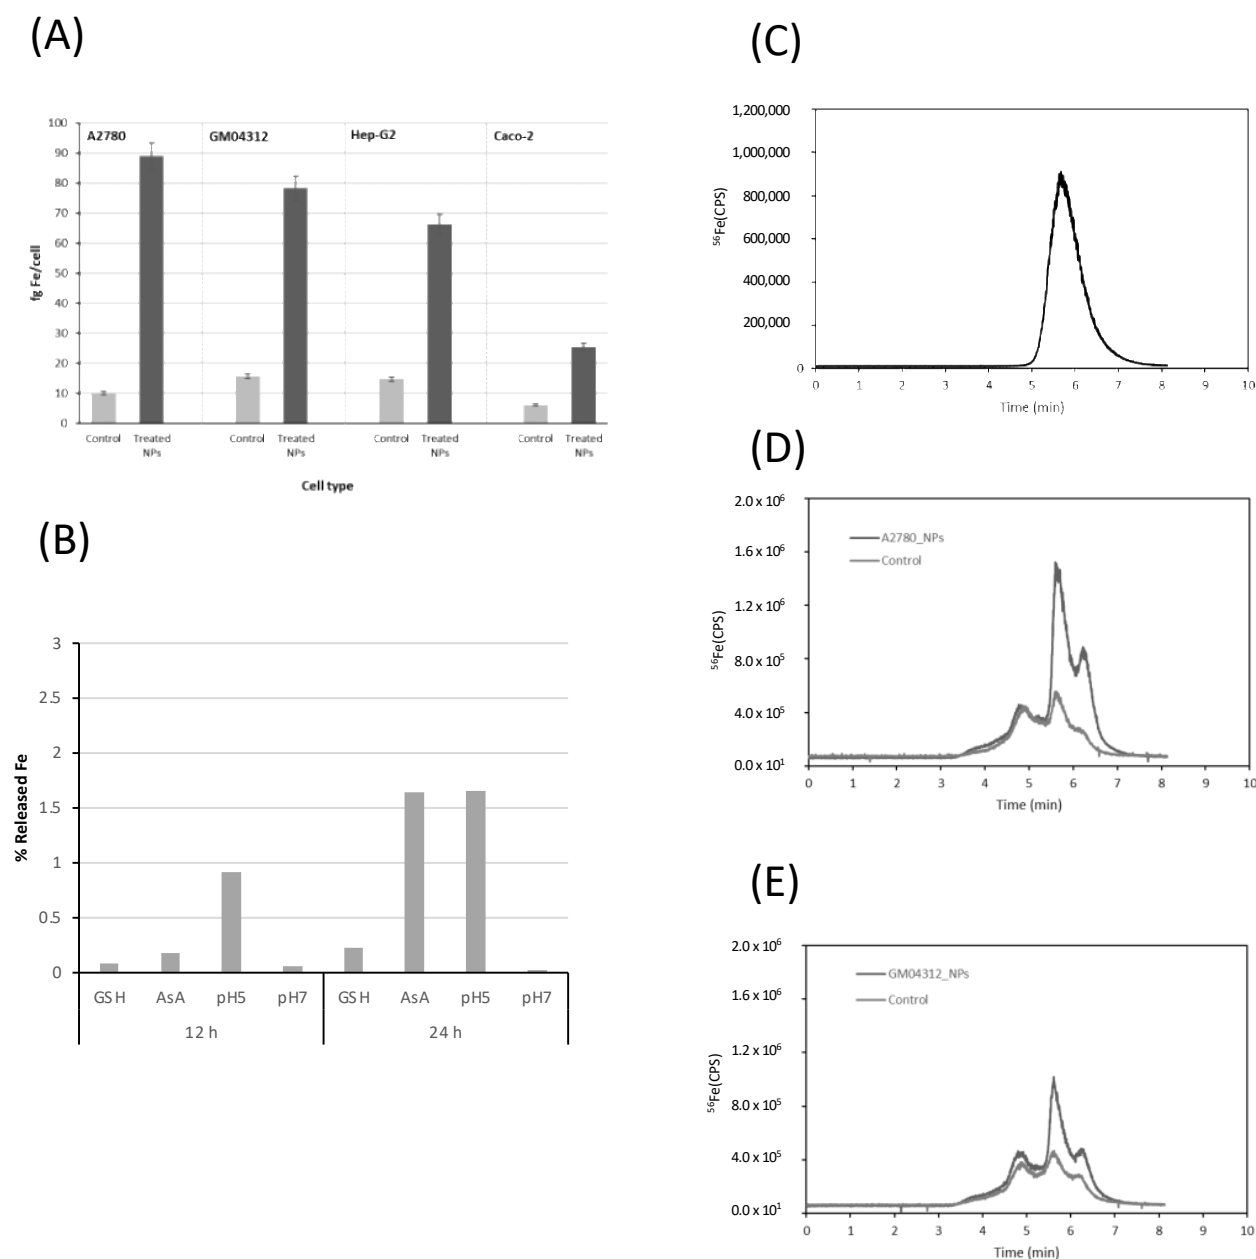 (A)
100
90
80
70
60
50
40
30
20
10
0
fg Fe/cell
A2780
GM04312
Hep-G2
Caco-2
Control Treated NPs Control Treated NPs Control Treated NPs Control Treated NPs
Cell type
(B)
3
2.5
2
1.5
1
0.5
0
% Released Fe
GSH AsA pH5 pH7 GSH AsA pH5 pH7
12 h 24 h
(C)
1,200,000
1,000,000
800,000
600,000
400,000
200,000
0
⁵⁶Fe(CPS)
0 1 2 3 4 5 6 7 8 9 10
Time (min)
(D)
2.0 x 10⁶
1.6 x 10⁶
1.2 x 10⁶
8.0 x 10⁵
4.0 x 10⁵
0.0 x 10¹
⁵⁶Fe(CPS)
A2780_NPs
Control
0 1 2 3 4 5 6 7 8 9 10
Time (min)
(E)
2.0 x 10⁶
1.6 x 10⁶
1.2 x 10⁶
8.0 x 10⁵
4.0 x 10⁵
0.0 x 10¹
⁵⁶Fe(CPS)
GM04312_NPs
Control
0 1 2 3 4 5 6 7 8 9 10
Time (min)